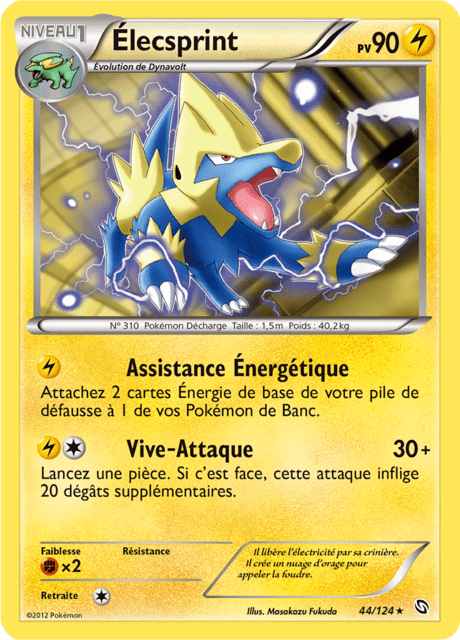 NIVEAU 1
Élecsprint
PV 90
Évolution de Dynavolt
N° 310 Pokémon Décharge Taille : 1,5m Poids : 40,2kg
Assistance Énergétique
Attachez 2 cartes Énergie de base de votre pile de
défausse à 1 de vos Pokémon de Banc.
Vive-Attaque 30+
Lancez une pièce. Si c'est face, cette attaque inflige
20 dégâts supplémentaires.
Faiblesse Résistance
×2
Retraite
Il libère l'électricité par sa crinière.
Il crée un nuage d'orage pour
appeler la foudre.
©2012 Pokémon
Illus. Masakazu Fukuda
44/124 ★